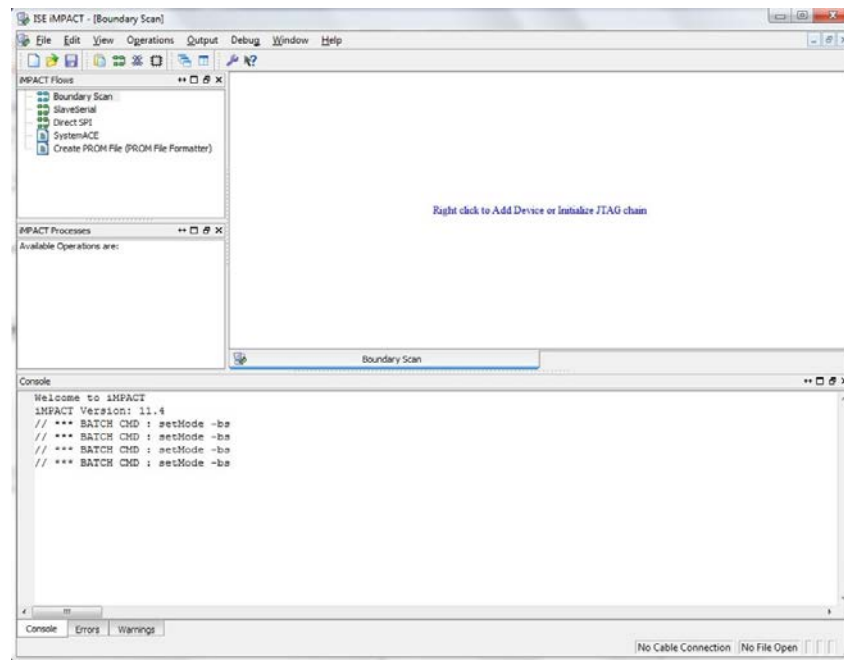 ISE iMPACT - [Boundary Scan]
File Edit View Operations Output Debug Window Help
iMPACT Flows
Boundary Scan
SlaveSerial
Direct SPI
SystemACE
Create PROM File (PROM File Formatter)
Right click to Add Device or Initialize JTAG chain
iMPACT Processes
Available Operations are:
Boundary Scan
Console
Welcome to iMPACT
iMPACT Version: 11.4
// *** BATCH CMD : setMode -bs
// *** BATCH CMD : setMode -bs
// *** BATCH CMD : setMode -bs
// *** BATCH CMD : setMode -bs
Console Errors Warnings
No Cable Connection No File Open